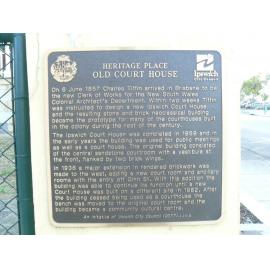 HERITAGE PLACE
OLD COURT HOUSE
Ipswich
On 6 June 1857 Charles Tiffin arrived in Brisbane to be
the new Clerk of Works for the New South Wales
Colonial Architect's Department. Within two weeks Tiffin
was instructed to design a new Ipswich Court House
and the resulting stone and brick neoclassical building
became the prototype for many of the courthouses built
in the colony during the rest of the century.
The Ipswich Court House was completed in 1859 and in
the early years the building was used for public meetings
as well as a court house. The original building consisted
of the central sandstone courtroom with a vestibule at
the front, flanked by two brick wings.
In 1936 a major extension in rendered brickwork was
made to the west, adding a new court room and ancillary
rooms with the entry off Ginn St. With this addition the
building was able to continue its function until a new
Court House was built on a different site in 1982. After
the building ceased being used as a courthouse the
bench was moved to the original court room and the
building became a community cultural centre.
An initiative of Ipswich City Council